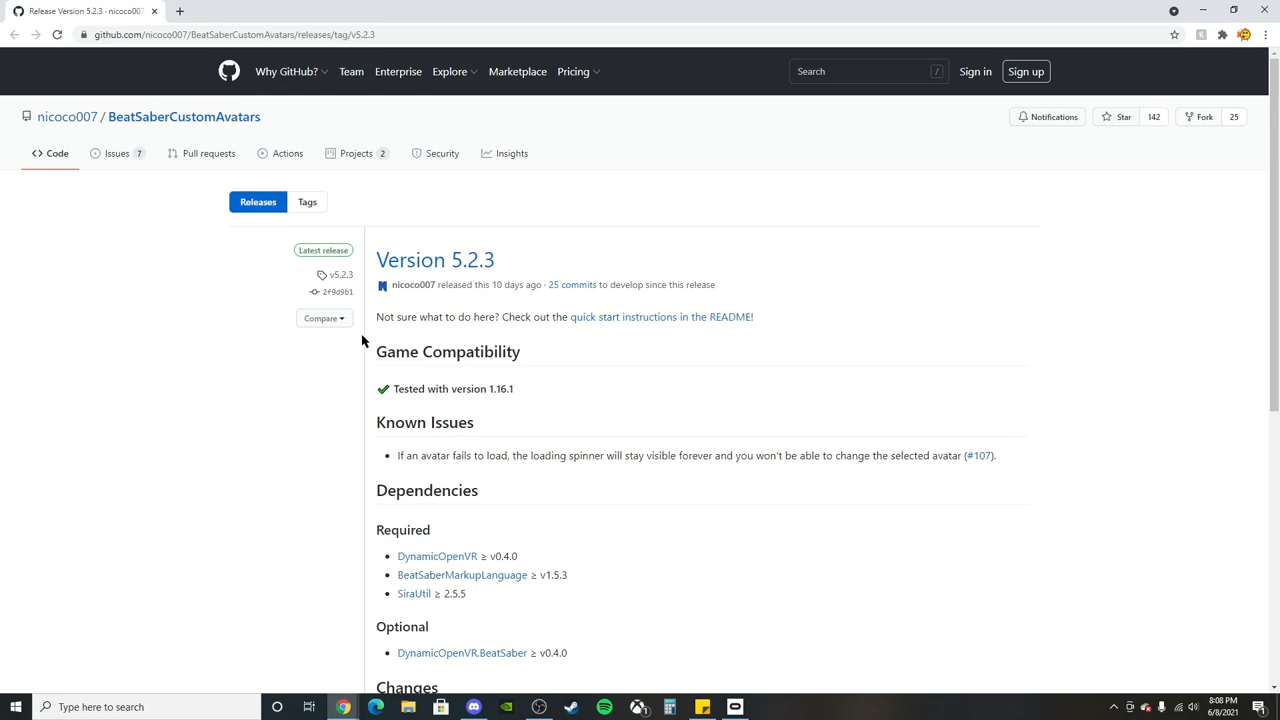 Release Version 5.2.3 · nicoco007
github.com/nicoco007/BeatSaberCustomAvatars/releases/tag/v5.2.3
Why GitHub? Team Enterprise Explore Marketplace Pricing Search / Sign in Sign up
nicoco007 / BeatSaberCustomAvatars Notifications Star 142 Fork 25
Code Issues 7 Pull requests Actions Projects 2 Security Insights
Releases Tags
Latest release
v5.2.3
2f9d9b1
Compare
Version 5.2.3
nicoco007 released this 10 days ago · 25 commits to develop since this release
Not sure what to do here? Check out the quick start instructions in the README!
Game Compatibility
Tested with version 1.16.1
Known Issues
• If an avatar fails to load, the loading spinner will stay visible forever and you won't be able to change the selected avatar (#107).
Dependencies
Required
• DynamicOpenVR ≥ v0.4.0
• BeatSaberMarkupLanguage ≥ v1.5.3
• SiraUtil ≥ 2.5.5
Optional
• DynamicOpenVR.BeatSaber ≥ v0.4.0
Changes
Type here to search
8:08 PM
6/8/2021